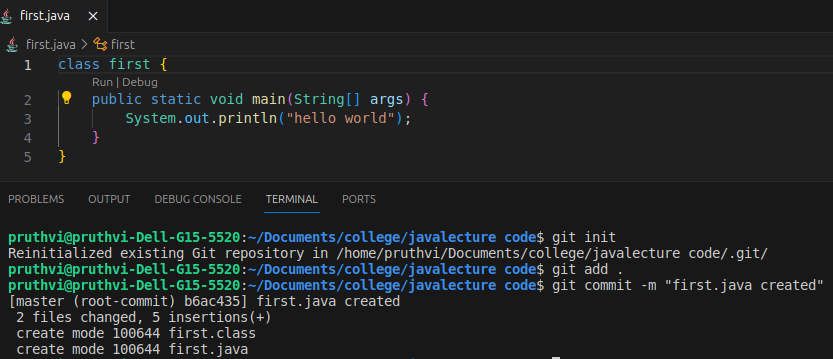 first.java
first.java > first
1 class first {
Run | Debug
2 public static void main(String[] args) {
3 System.out.println("hello world");
4 }
5 }
PROBLEMS OUTPUT DEBUG CONSOLE TERMINAL PORTS
pruthvi@pruthvi-Dell-G15-5520:~/Documents/college/javalecture code$ git init
Reinitialized existing Git repository in /home/pruthvi/Documents/college/javalecture code/.git/
pruthvi@pruthvi-Dell-G15-5520:~/Documents/college/javalecture code$ git add .
pruthvi@pruthvi-Dell-G15-5520:~/Documents/college/javalecture code$ git commit -m "first.java created"
[master (root-commit) b6ac435] first.java created
2 files changed, 5 insertions(+)
create mode 100644 first.class
create mode 100644 first.java